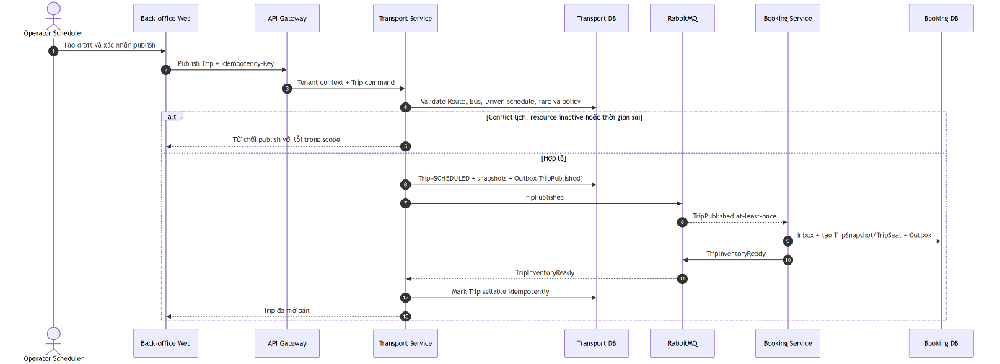 Operator Scheduler
Back-office Web
API Gateway
Transport Service
Transport DB
RabbitMQ
Booking Service
Booking DB
1 Tạo draft và xác nhận publish
2 Publish Trip + Idempotency-Key
3 Tenant context + Trip command
4 Validate Route, Bus, Driver, schedule, fare và policy
alt [Conflict lịch, resource inactive hoặc thời gian sai]
Từ chối publish với lỗi trong scope 5
[Hợp lệ]
6 Trip=SCHEDULED + snapshots + Outbox(TripPublished)
7 TripPublished
8 TripPublished at-least-once
9 Inbox + tạo TripSnapshot/TripSeat + Outbox
TripInventoryReady 10
TripInventoryReady 11
12 Mark Trip sellable idempotently
Trip đã mở bán 13
Operator Scheduler
Back-office Web
API Gateway
Transport Service
Transport DB
RabbitMQ
Booking Service
Booking DB